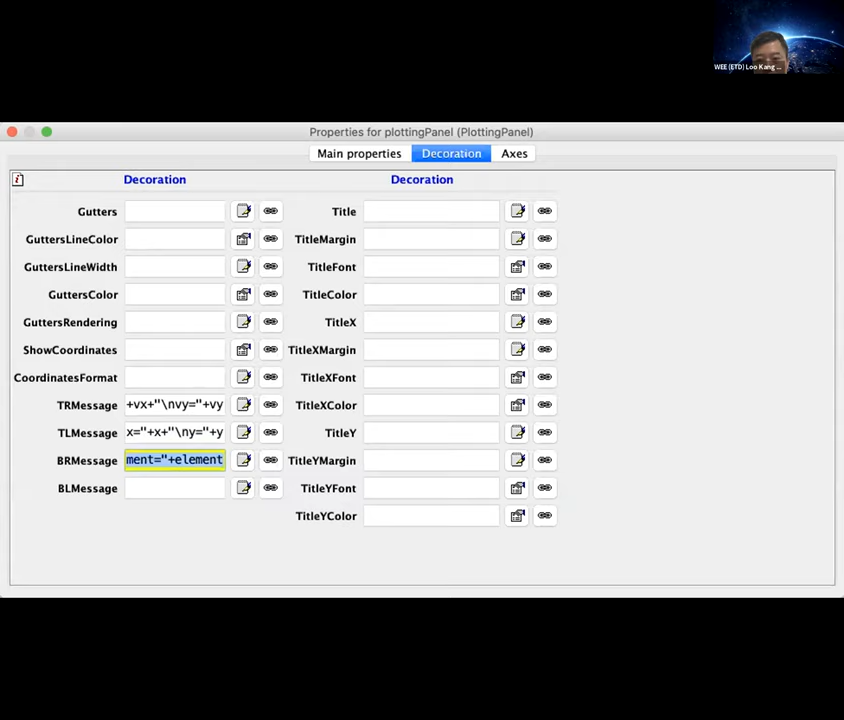 WEE (ETD) Loo Kang ...
Properties for plottingPanel (PlottingPanel)
Main properties
Decoration
Axes
Decoration
Decoration
Gutters
Title
GuttersLineColor
TitleMargin
GuttersLineWidth
TitleFont
GuttersColor
TitleColor
GuttersRendering
TitleX
ShowCoordinates
TitleXMargin
CoordinatesFormat
TitleXFont
TRMessage
+vx+"\nvy="+vy
TitleXColor
TLMessage
x="+x+"\ny="+y
TitleY
BRMessage
ment="+element
TitleYMargin
BLMessage
TitleYFont
TitleYColor